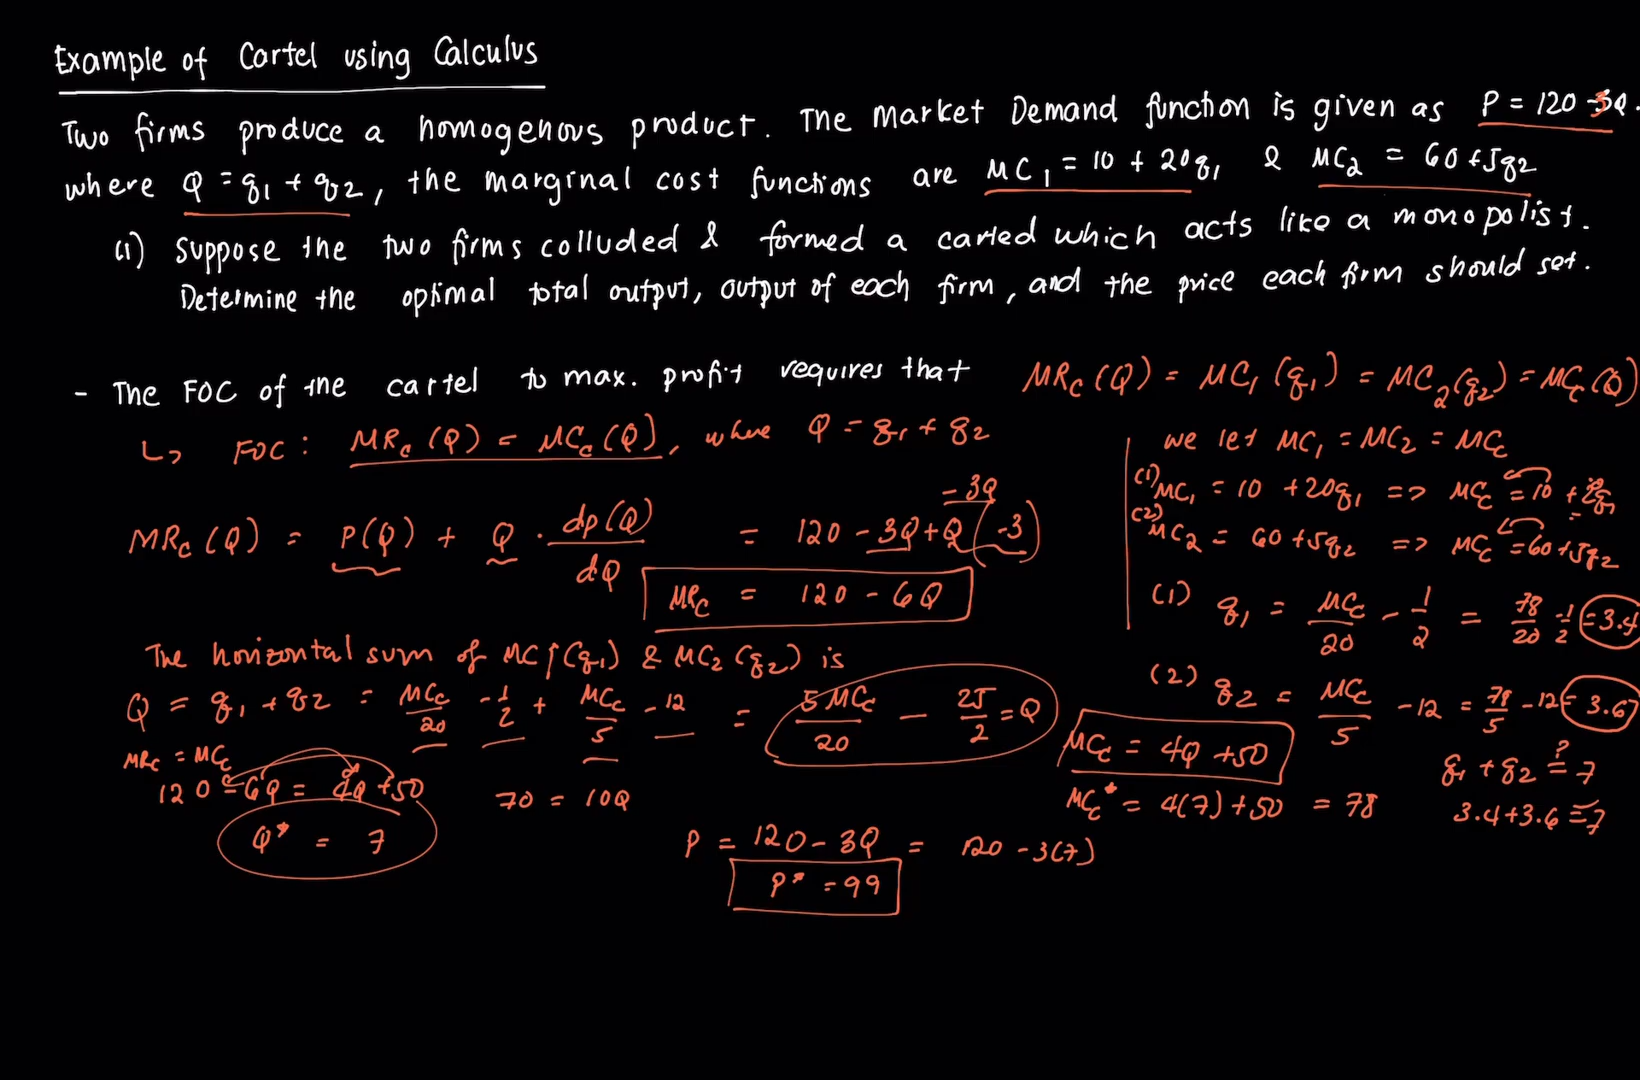 Example of Cartel using Calculus
Two firms produce a homogenous product. The Market Demand function is given as P = 120 - 3Q.
where Q = q1 + q2, the marginal cost functions are MC1 = 10 + 20q1 & MC2 = 60 + 5q2
(1) Suppose the two firms colluded & formed a carted which acts like a monopolist.
Determine the optimal total output, output of each firm, and the price each firm should set.
- The FOC of the cartel to max. profit requires that MRc(Q) = MC1(q1) = MC2(q2) = MCc(Q)
↳ FOC: MRc(Q) = MCc(Q), where Q = q1 + q2
we let MC1 = MC2 = MCc
(1) MC1 = 10 + 20q1 => MCc = 10 + 20q1
(2) MC2 = 60 + 5q2 => MCc = 60 + 5q2
-3Q
MRc(Q) = P(Q) + Q · dp(Q)/dQ = 120 - 3Q + Q(-3)
MRc = 120 - 6Q
(1) q1 = MCc/20 - 1/2 = 78/20 - 1/2 = 3.4
The horizontal sum of MC1(q1) & MC2(q2) is
(2) q2 = MCc/5 - 12 = 78/5 - 12 = 3.6
Q = q1 + q2 = MCc/20 - 1/2 + MCc/5 - 12 = 5MCc/20 - 25/2 = Q
MCc = 4Q + 50
MRc = MCc
120 - 6Q = 4Q + 50
70 = 10Q
MCc* = 4(7) + 50 = 78
q1 + q2 ?= 7
3.4 + 3.6 = 7
Q* = 7
P = 120 - 3Q = 120 - 3(7)
P* = 99